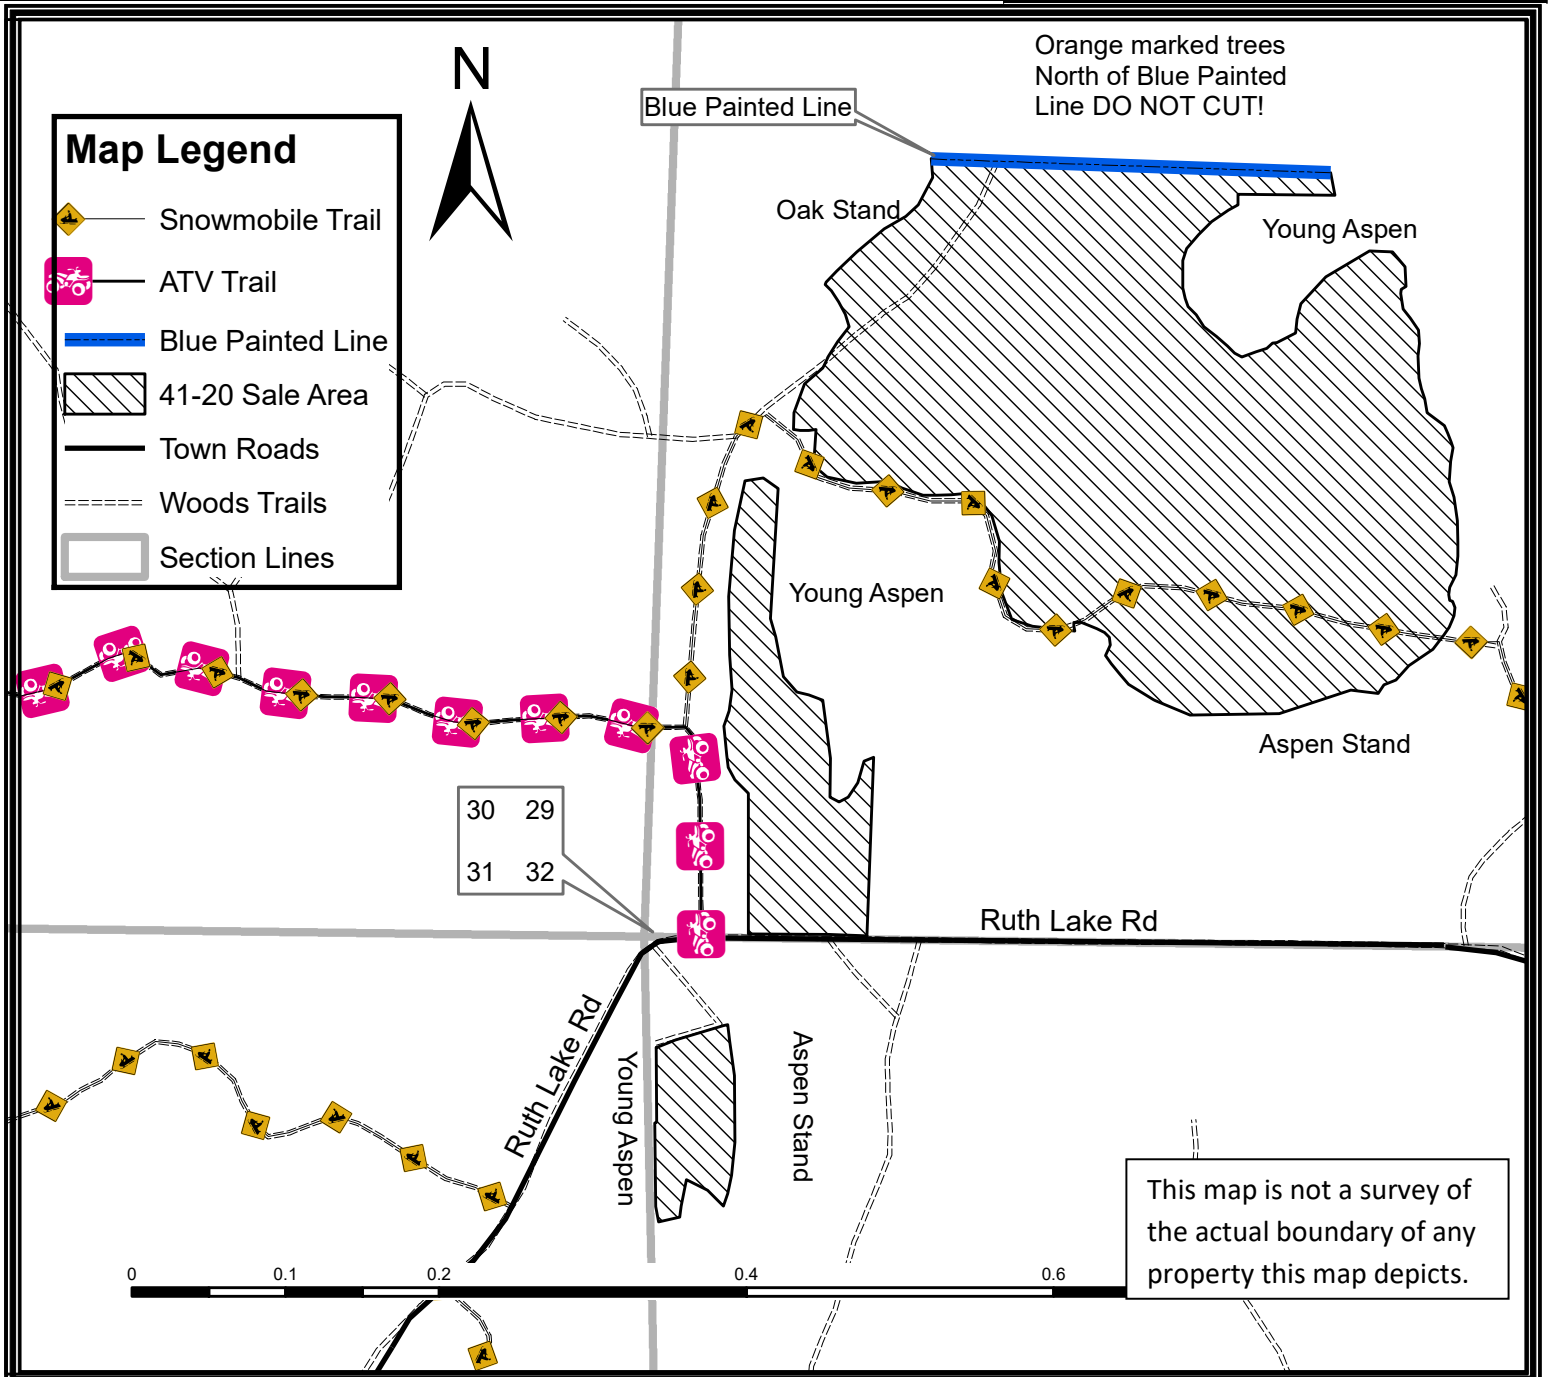 Orange marked trees
North of Blue Painted
Line DO NOT CUT!
N
Blue Painted Line
Map Legend
Snowmobile Trail
ATV Trail
Blue Painted Line
41-20 Sale Area
Town Roads
Woods Trails
Section Lines
Oak Stand
Young Aspen
Young Aspen
Aspen Stand
30 29
31 32
Ruth Lake Rd
Ruth Lake Rd
Young Aspen
Aspen Stand
This map is not a survey of
the actual boundary of any
property this map depicts.
0 0.1 0.2 0.4 0.6